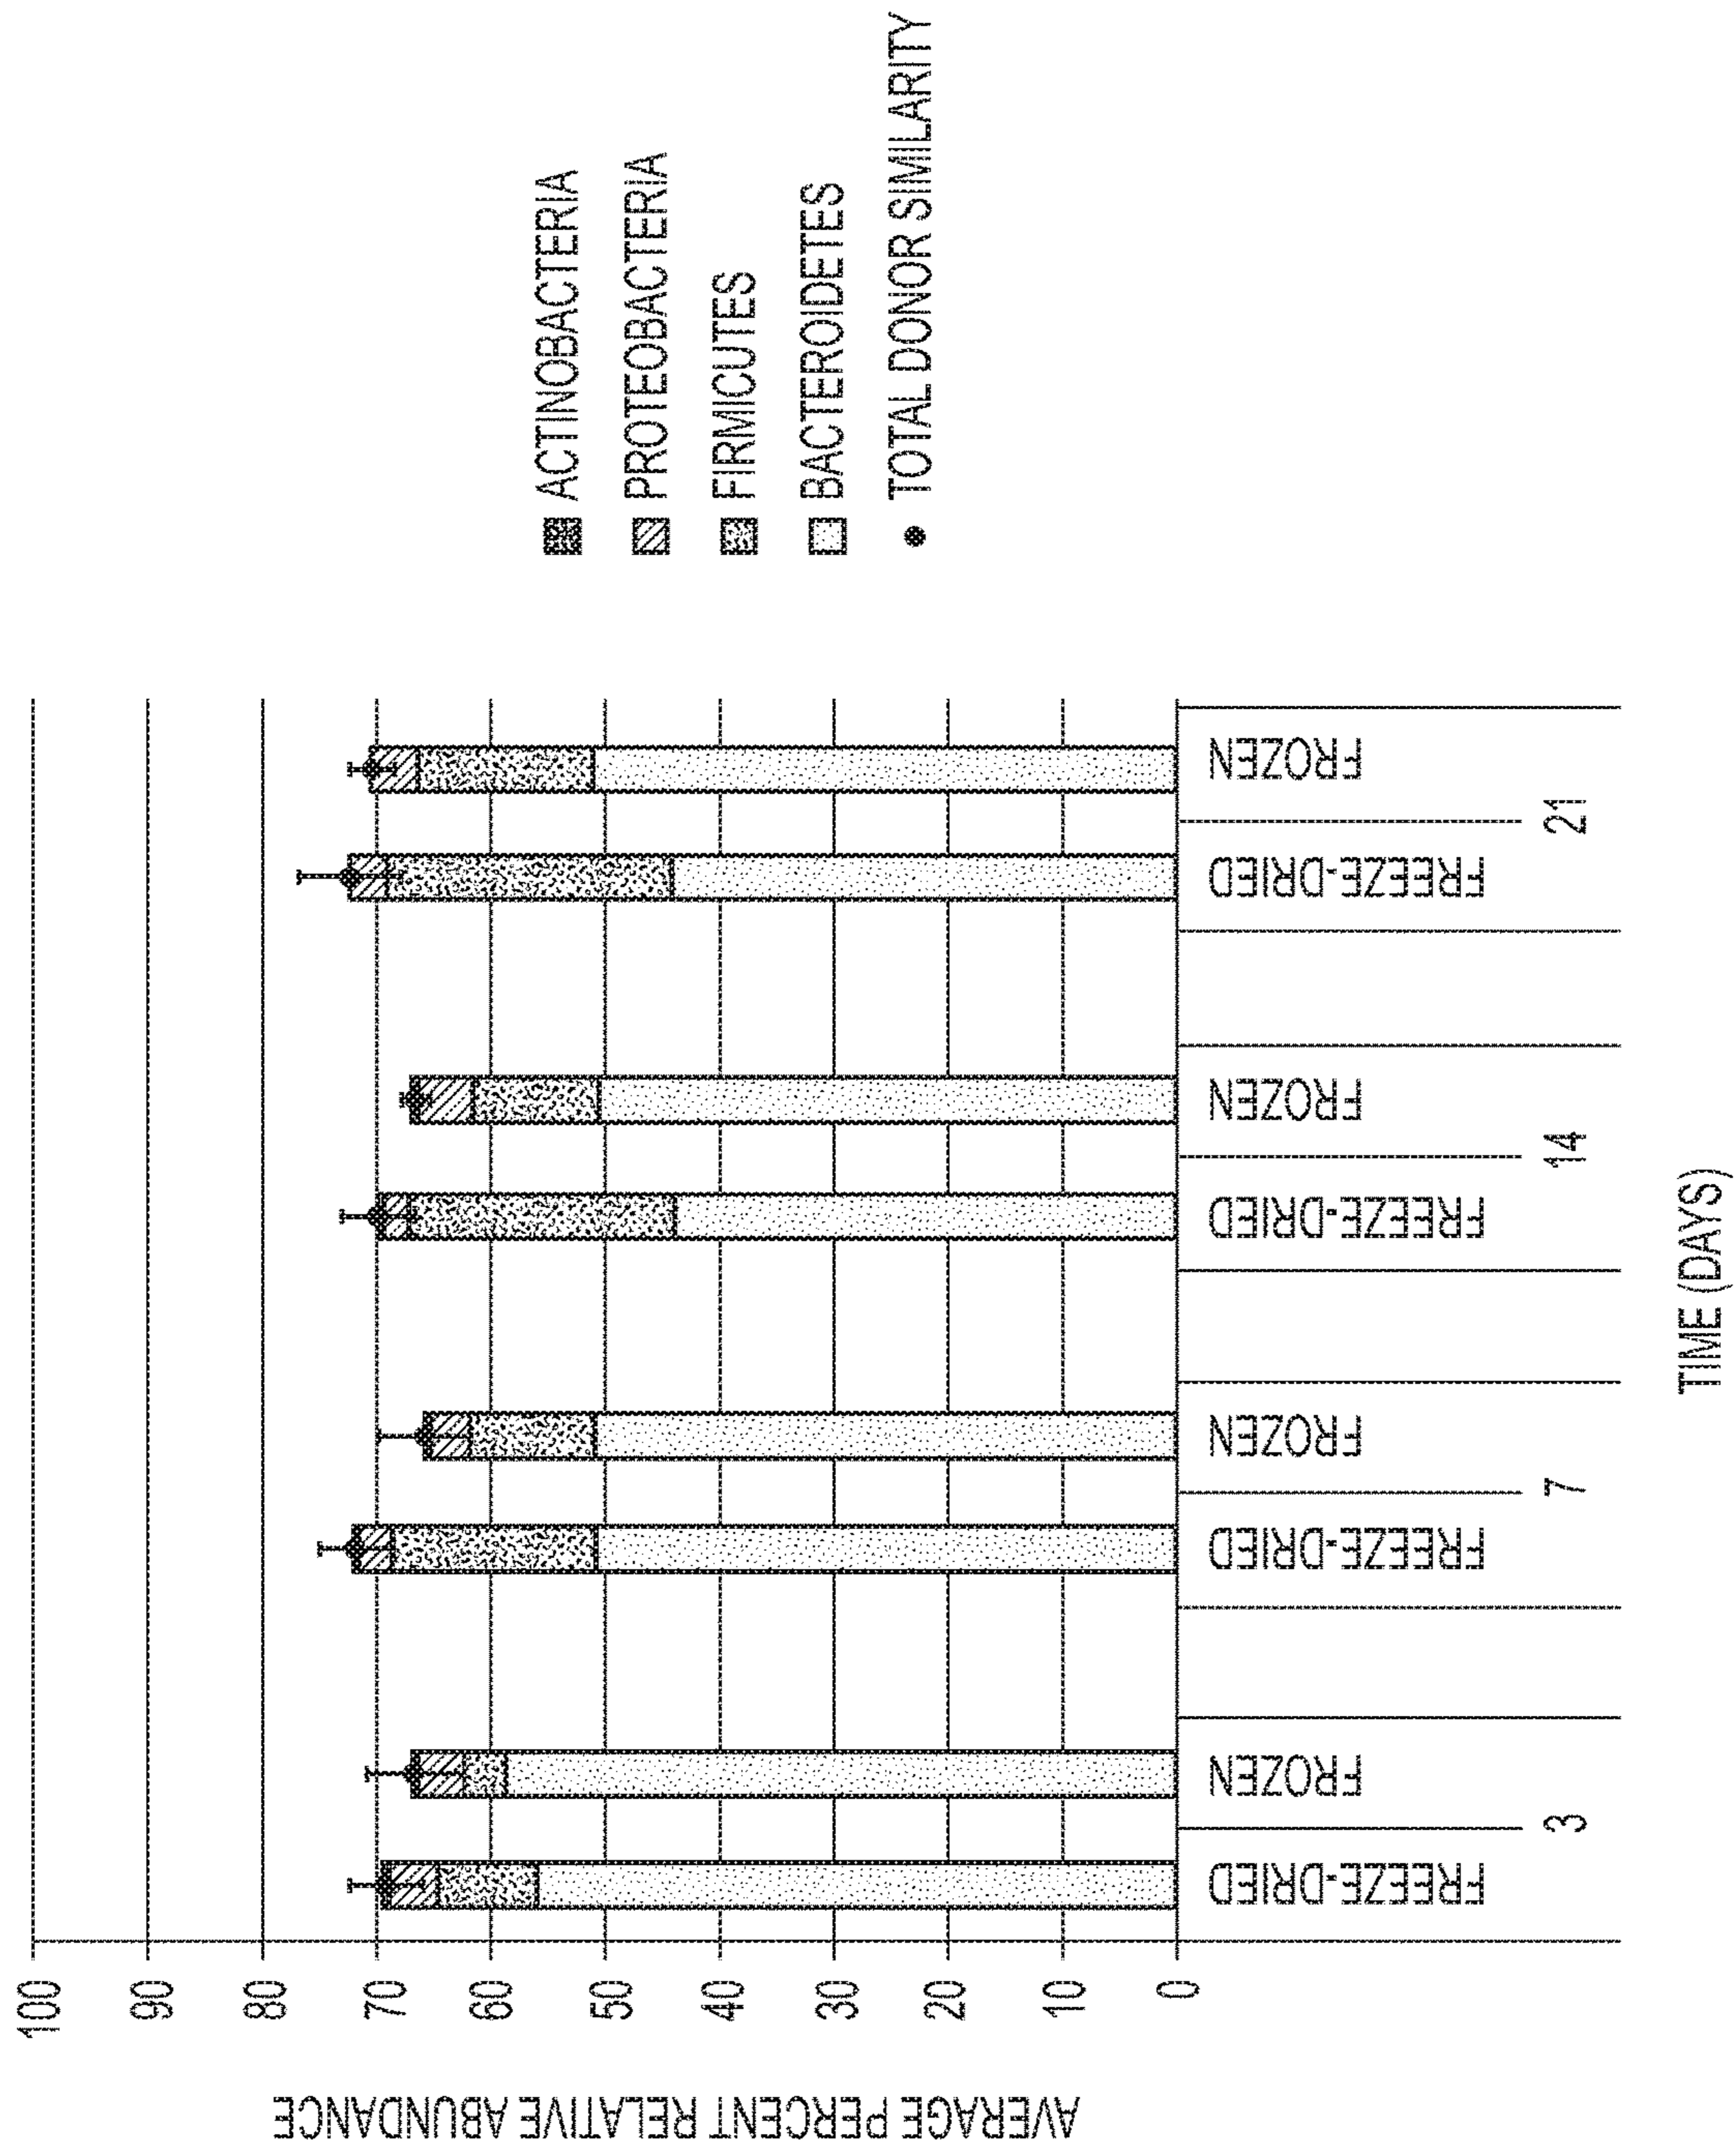 AVERAGE PERCENT RELATIVE ABUNDANCE
100
90
80
70
60
50
40
30
20
10
0
FREEZE-DRIED
FROZEN
FREEZE-DRIED
FROZEN
FREEZE-DRIED
FROZEN
FREEZE-DRIED
FROZEN
3
7
14
21
TIME (DAYS)
ACTINOBACTERIA
PROTEOBACTERIA
FIRMICUTES
BACTEROIDETES
TOTAL DONOR SIMILARITY